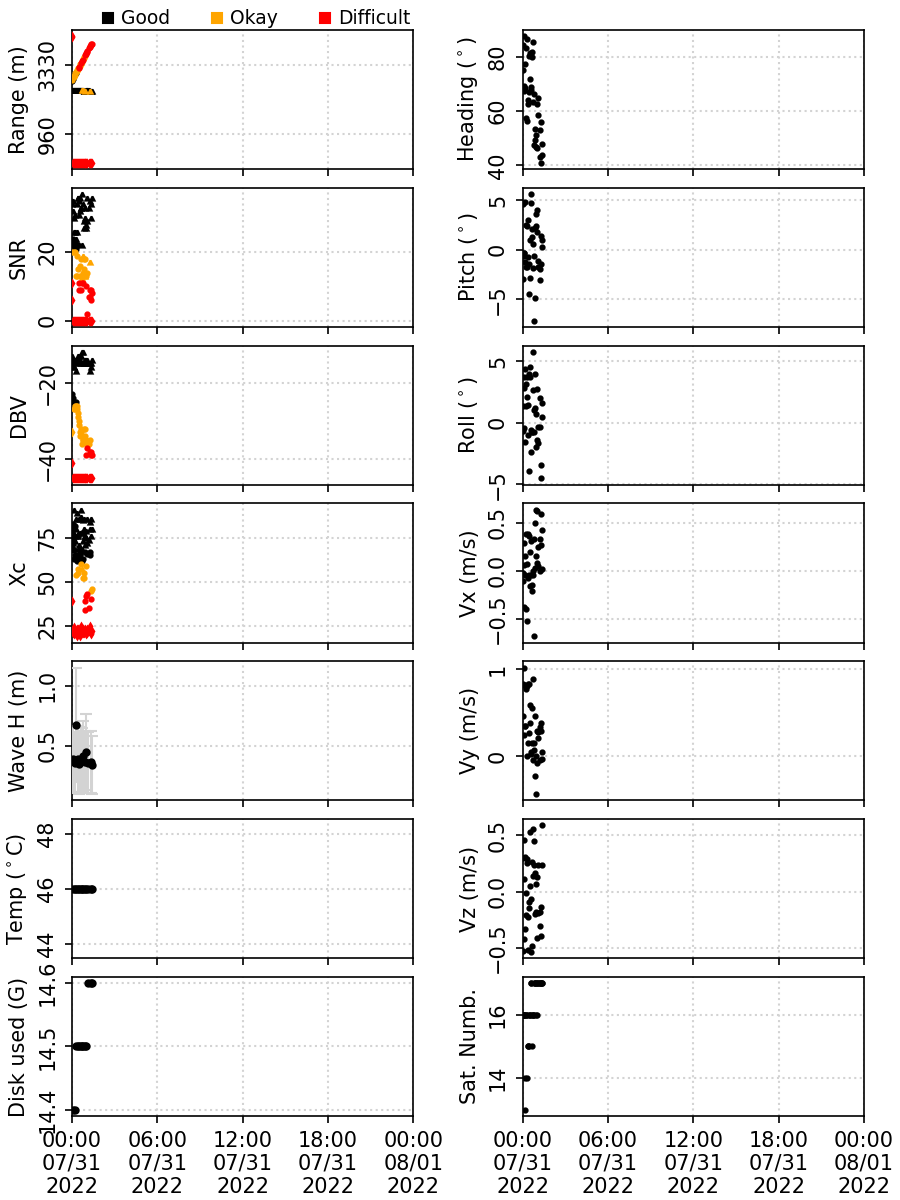 Good Okay Difficult
Range (m)
3330
960
Heading (°)
80
60
40
SNR
20
0
Pitch (°)
5
0
−5
DBV
−20
−40
Roll (°)
5
0
−5
Xc
75
50
25
Vx (m/s)
0.5
0.0
−0.5
Wave H (m)
1.0
0.5
Vy (m/s)
1
0
Temp (°C)
48
46
44
Vz (m/s)
0.5
0.0
−0.5
Disk used (G)
14.6
14.5
14.4
Sat. Numb.
16
14
00:00 06:00 12:00 18:00 00:00
07/31 07/31 07/31 07/31 08/01
2022 2022 2022 2022 2022
00:00 06:00 12:00 18:00 00:00
07/31 07/31 07/31 07/31 08/01
2022 2022 2022 2022 2022